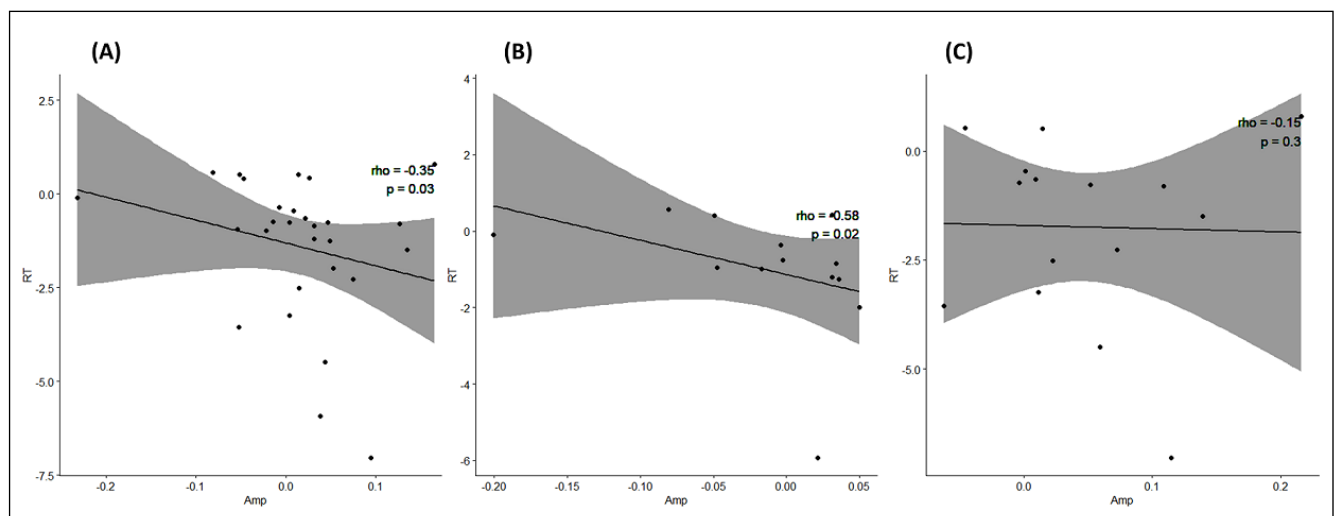 (A)
2.5
0.0
-2.5
-5.0
-7.5
RT
rho = -0.35
p = 0.03
-0.2
-0.1
0.0
0.1
Amp
(B)
4
2
0
-2
-4
-6
RT
rho = -0.58
p = 0.02
-0.20
-0.15
-0.10
-0.05
0.00
0.05
Amp
(C)
0.0
-2.5
-5.0
RT
rho = -0.15
p = 0.3
0.0
0.1
0.2
Amp